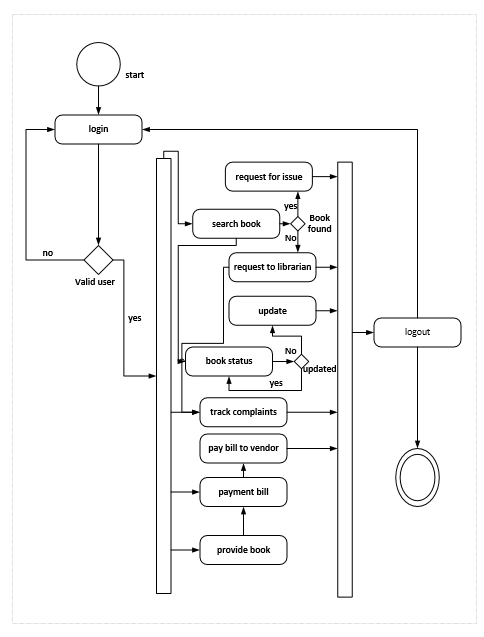 start
login
request for issue
yes
search book
Book
found
No
no
request to librarian
Valid user
yes
update
logout
No
book status
updated
yes
track complaints
pay bill to vendor
payment bill
provide book